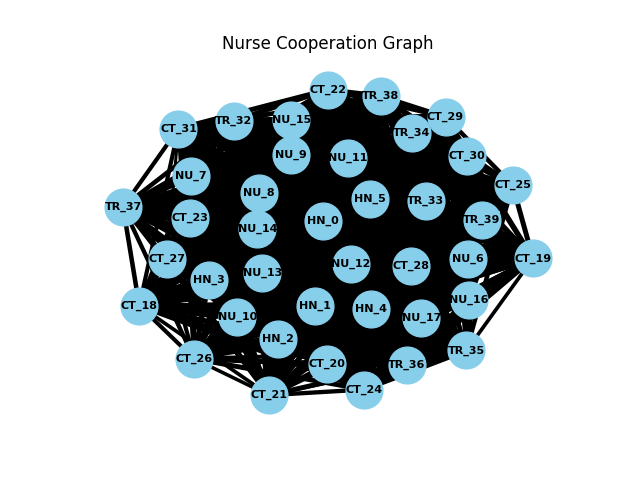 Nurse Cooperation Graph
CT_22
TR_38
CT_29
TR_32
NU_15
CT_31
TR_34
NU_9
NU_11
CT_30
NU_7
CT_25
NU_8
HN_5
TR_33
TR_37
CT_23
HN_0
TR_39
NU_14
CT_27
NU_12
CT_28
NU_6
CT_19
HN_3
NU_13
CT_18
NU_10
HN_1
HN_4
NU_17
NU_16
HN_2
CT_26
CT_20
TR_36
TR_35
CT_21
CT_24